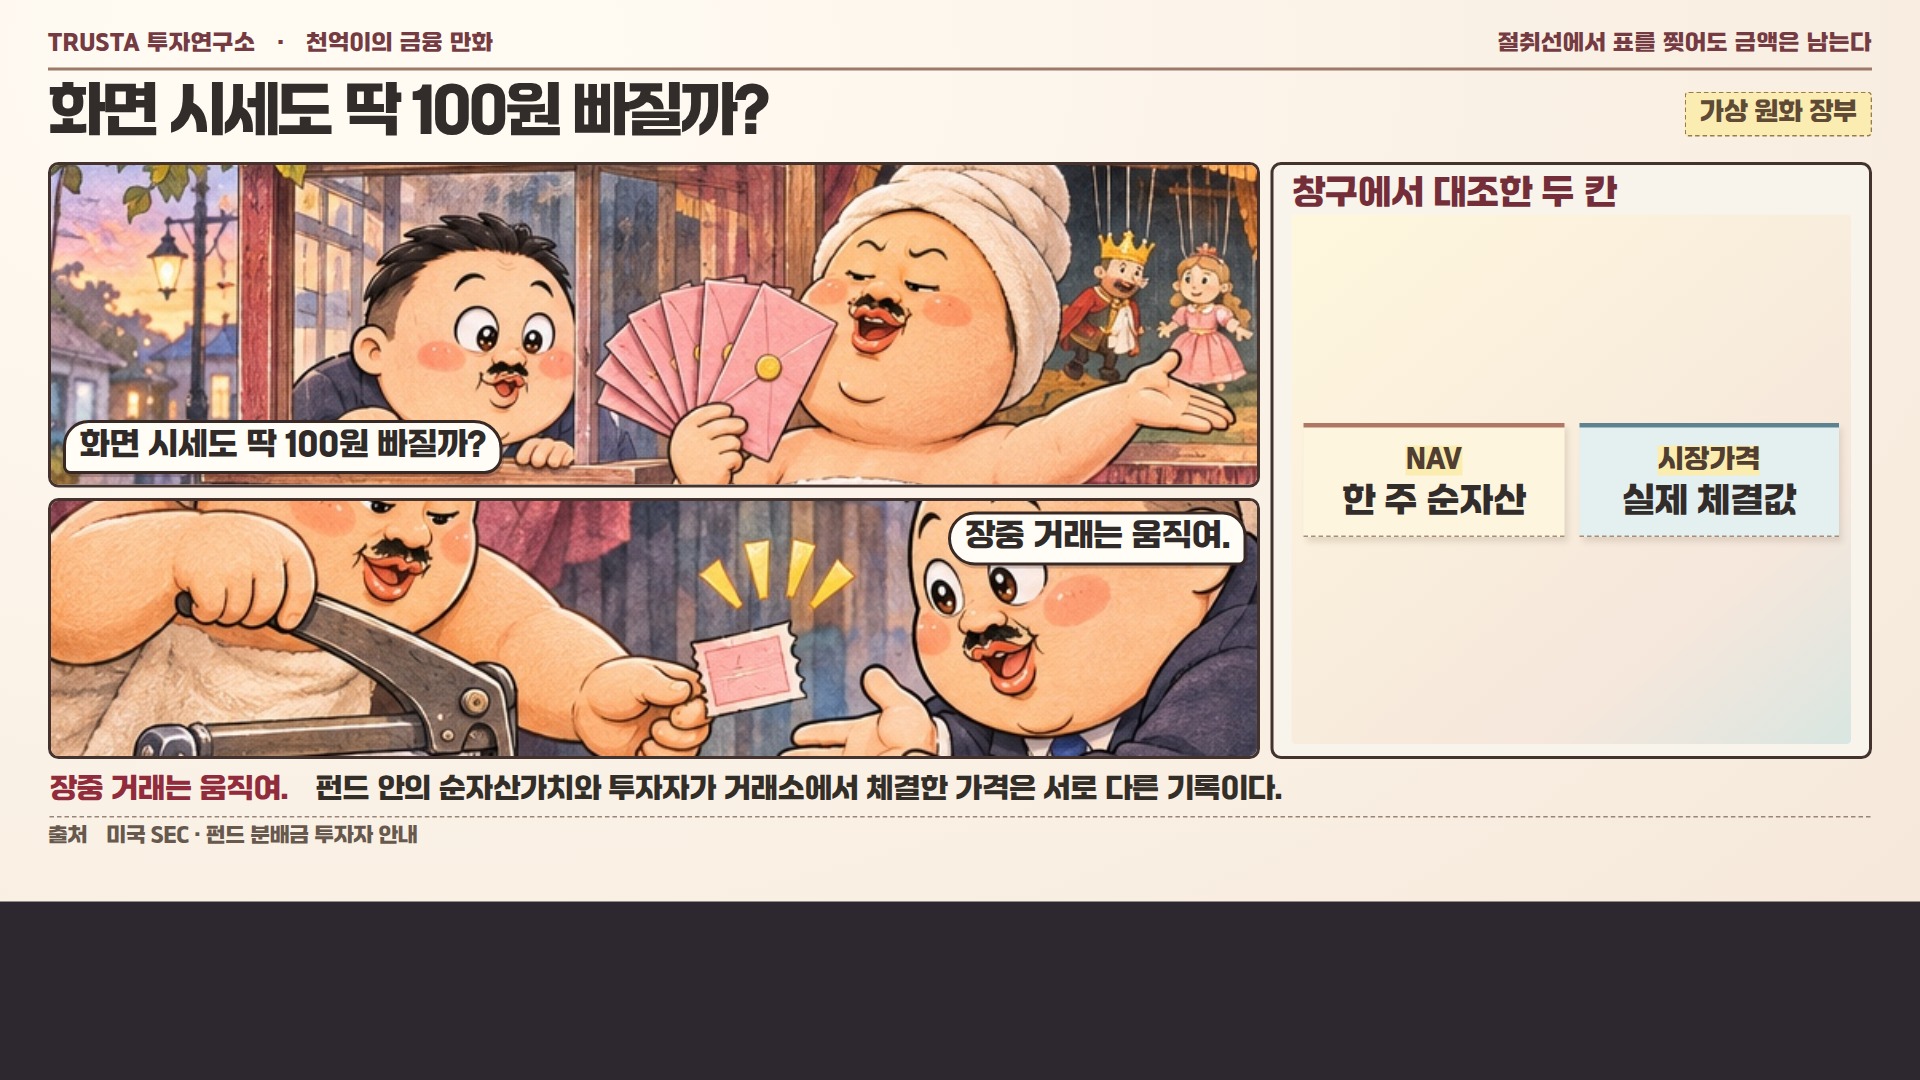 TRUSTA 투자연구소 · 천억이의 금융 만화
절취선에서 표를 찢어도 금액은 남는다
화면 시세도 딱 100원 빠질까?
가상 원화 장부
화면 시세도 딱 100원 빠질까?
장중 거래는 움직여.
창구에서 대조한 두 칸
NAV
한 주 순자산
시장가격
실제 체결값
장중 거래는 움직여. 펀드 안의 순자산가치와 투자자가 거래소에서 체결한 가격은 서로 다른 기록이다.
출처 미국 SEC · 펀드 분배금 투자자 안내